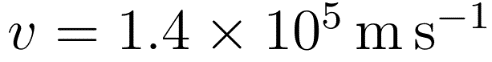 v = 1.4 × 10⁵ m s⁻¹